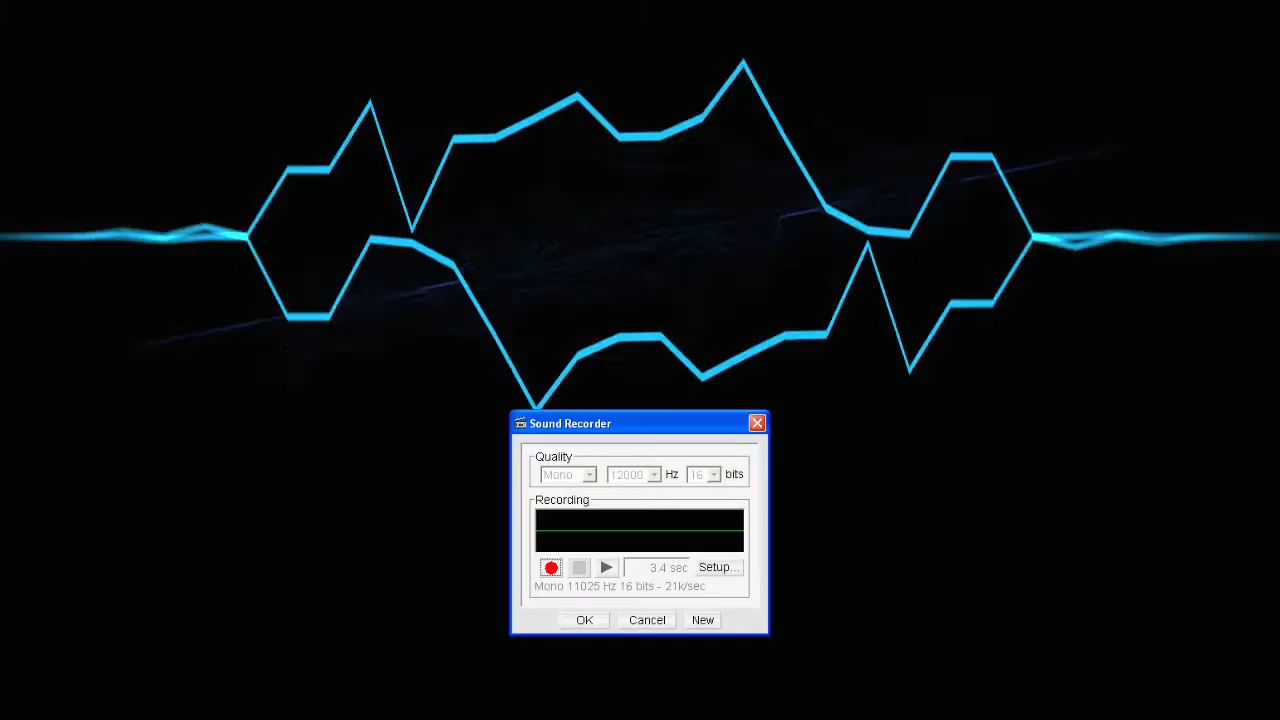 Sound Recorder
Quality
Mono 12000 Hz 16 bits
Recording
3.4 sec Setup...
Mono 11025 Hz 16 bits - 21k/sec
OK Cancel New